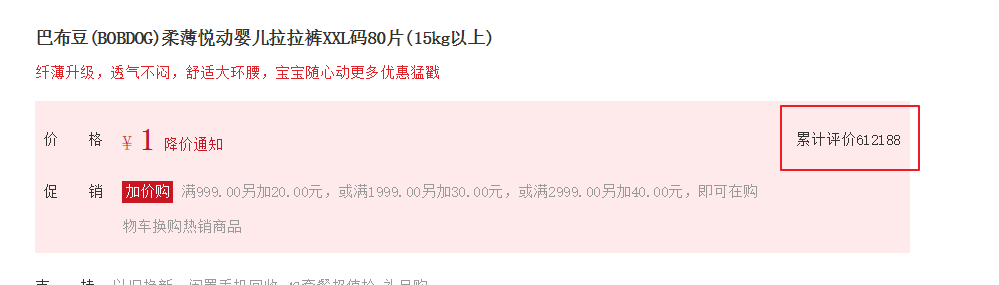 巴布豆(BOBDOG)柔薄悦动婴儿拉拉裤XXL码80片(15kg以上)
纤薄升级，透气不闷，舒适大环腰，宝宝随心动更多优惠猛戳
价 格 ￥ 1 降价通知 累计评价612188
促 销 加价购 满999.00另加20.00元，或满1999.00另加30.00元，或满2999.00另加40.00元，即可在购
物车换购热销商品